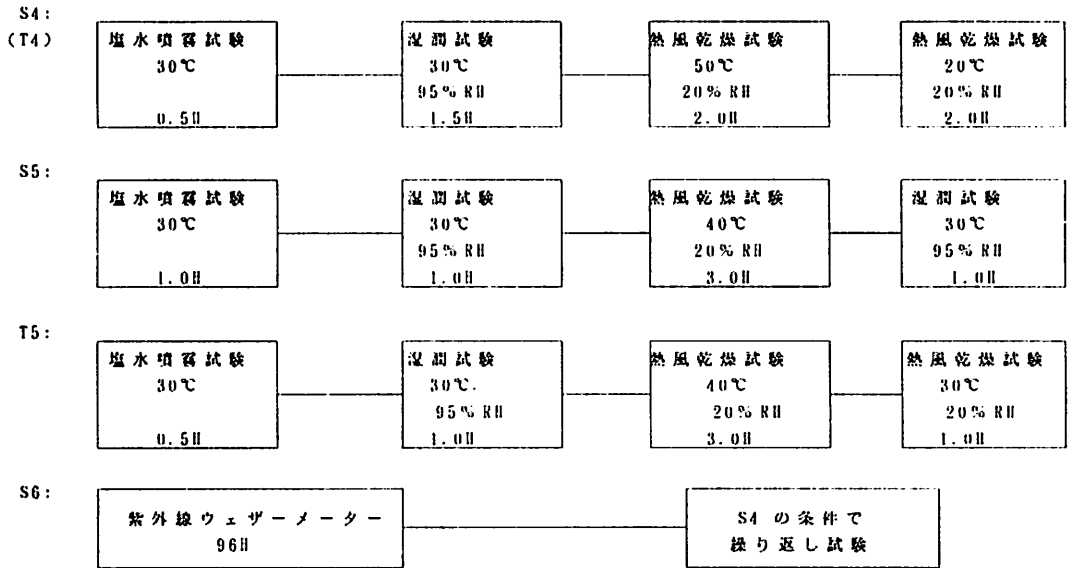 S4:
(T4)
塩水噴霧試験
30℃
0.5H
湿潤試験
30℃
95% RH
1.5H
熱風乾燥試験
50℃
20% RH
2.0H
熱風乾燥試験
20℃
20% RH
2.0H
S5:
塩水噴霧試験
30℃
1.0H
湿潤試験
30℃
95% RH
1.0H
熱風乾燥試験
40℃
20% RH
3.0H
湿潤試験
30℃
95% RH
1.0H
T5:
塩水噴霧試験
30℃
0.5H
湿潤試験
30℃.
95% RH
1.0H
熱風乾燥試験
40℃
20% RH
3.0H
熱風乾燥試験
30℃
20% RH
1.0H
S6:
紫外線ウェザーメーター
96H
S4 の条件で
繰り返し試験